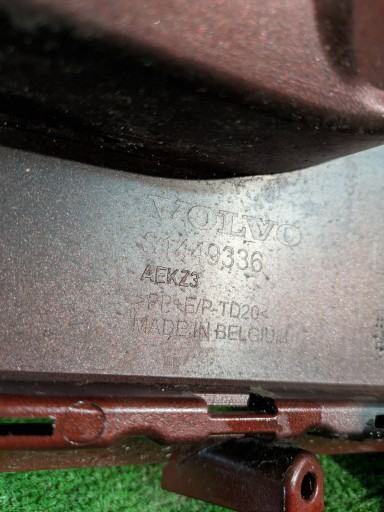 VOLVO
31449336
AEKZ3
>PP+E/P-TD20<
MADE IN BELGIUM